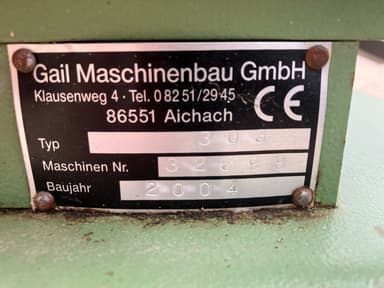 Gail Maschinenbau GmbH
Klausenweg 4 · Tel. 0 82 51/29 45
86551 Aichach CE
Typ
Maschinen Nr.
Baujahr 2004